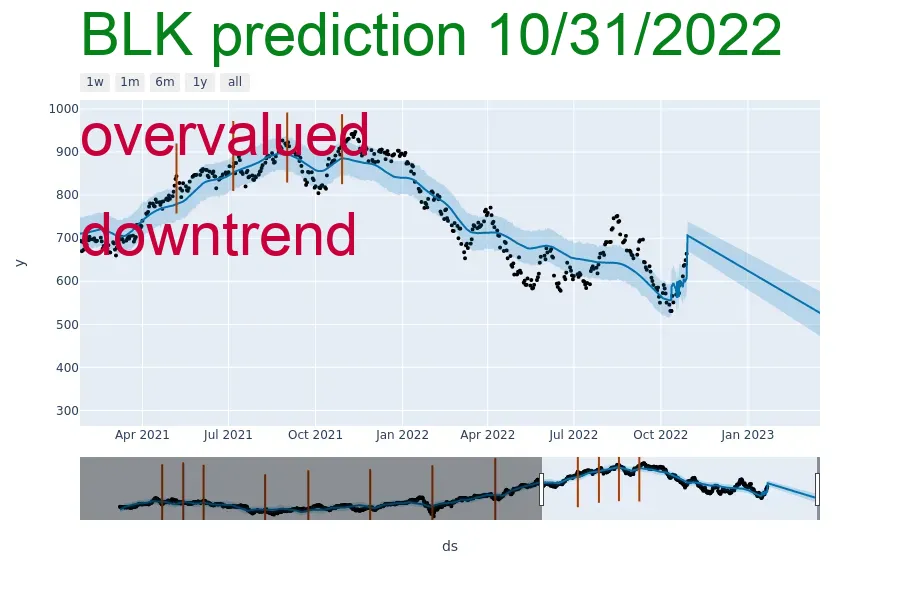 BLK prediction 10/31/2022
1w 1m 6m 1y all
1000
overvalued
900
800
downtrend
700
600
500
400
300
y
Apr 2021 Jul 2021 Oct 2021 Jan 2022 Apr 2022 Jul 2022 Oct 2022 Jan 2023
ds